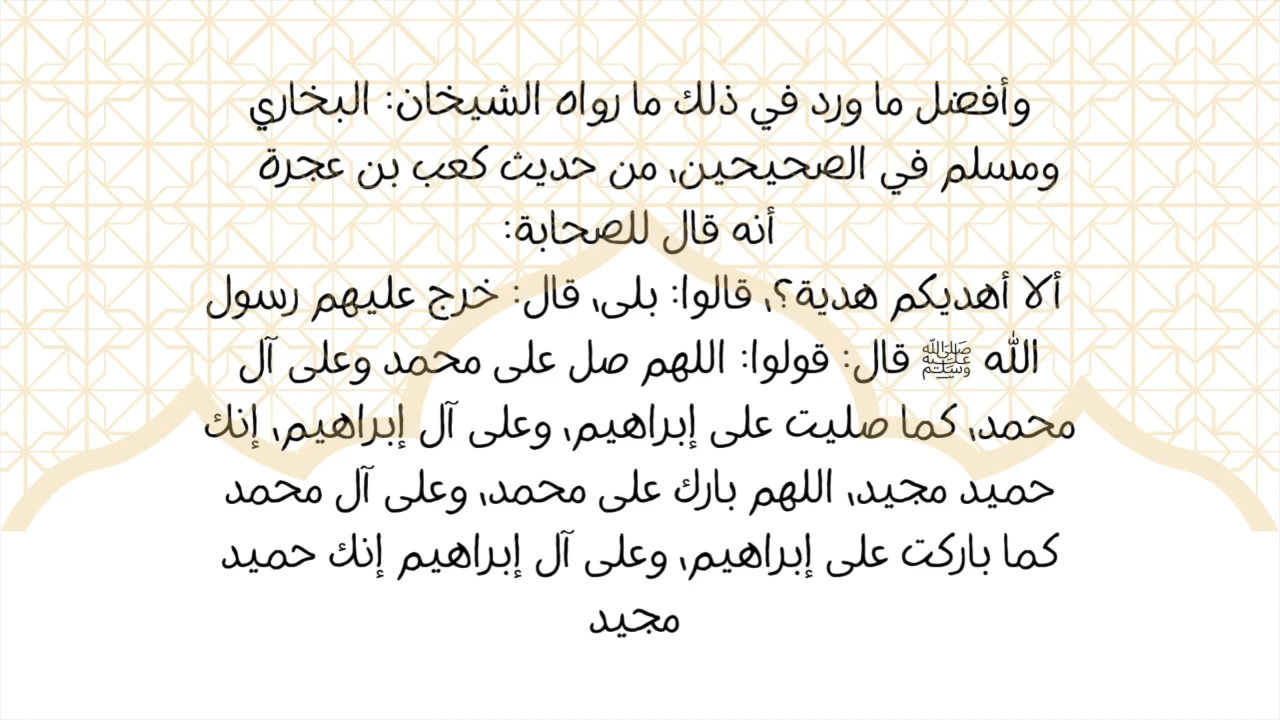 وأفضل ما ورد في ذلك ما رواه الشيخان: البخاري
ومسلم في الصحيحين، من حديث كعب بن عجرة
أنه قال للصحابة:
ألا أهديكم هدية؟، قالوا: بلى، قال: خرج عليهم رسول
الله ﷺ قال: قولوا: اللهم صل على محمد وعلى آل
محمد، كما صليت على إبراهيم، وعلى آل إبراهيم، إنك
حميد مجيد، اللهم بارك على محمد، وعلى آل محمد
كما باركت على إبراهيم، وعلى آل إبراهيم إنك حميد
مجيد